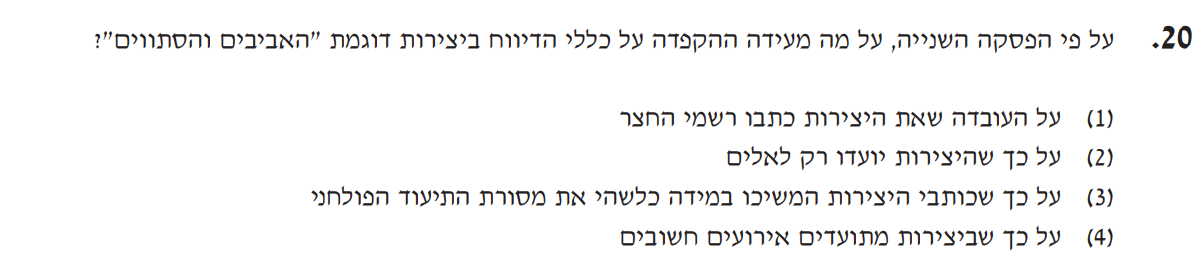 20. על פי הפסקה השנייה, על מה מעידה ההקפדה על כללי הדיווח ביצירות דוגמת "האביבים והסתווים"?
(1) על העובדה שאת היצירות כתבו רשמי החצר
(2) על כך שהיצירות יועדו רק לאלים
(3) על כך שכותבי היצירות המשיכו במידה כלשהי את מסורת התיעוד הפולחני
(4) על כך שביצירות מתועדים אירועים חשובים